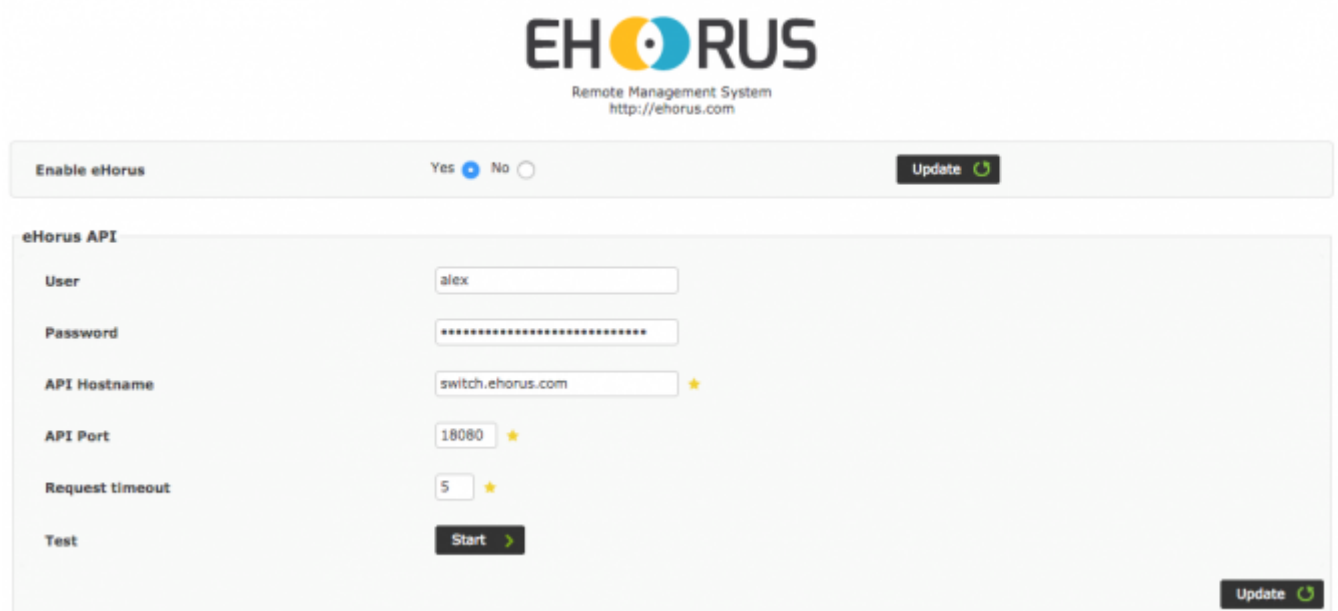 EHORUS
Remote Management System
http://ehorus.com
Enable eHorus Yes No Update
eHorus API
User alex
Password ••••••••••••••••••••••••••••
API Hostname switch.ehorus.com
API Port 18080
Request timeout 5
Test Start
Update